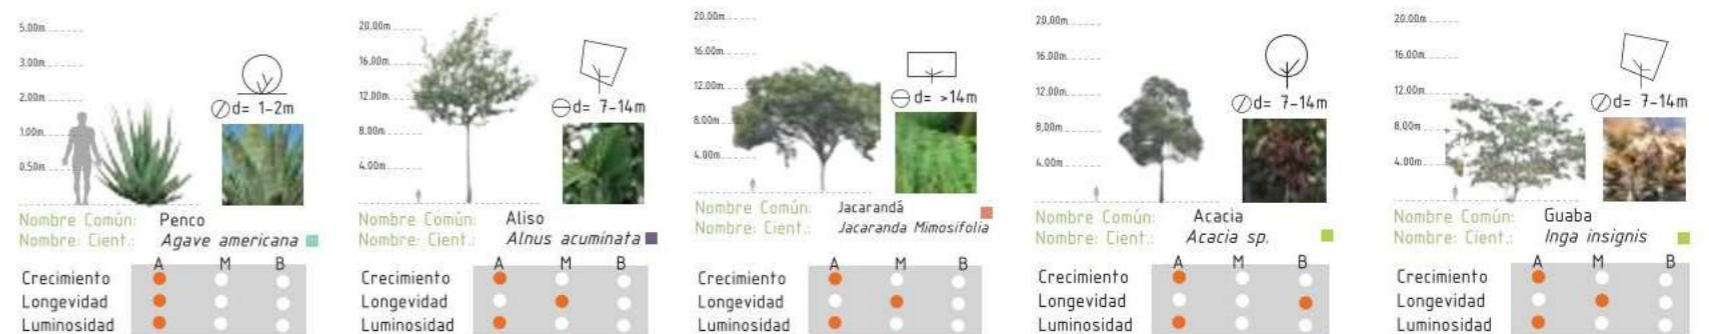 5.00m
3.00m
2.00m
1.00m
0.50m
d= 1-2m
Nombre Común: Penco
Nombre: Cient.: Agave americana
A M B
Crecimiento
Longevidad
Luminosidad
20.00m
16.00m
12.00m
8.00m
4.00m
d= 7-14m
Nombre Común: Aliso
Nombre: Cient.: Alnus acuminata
A M B
Crecimiento
Longevidad
Luminosidad
20.00m
16.00m
12.00m
8.00m
4.00m
d= >14m
Nombre Común: Jacarandá
Nombre: Cient.: Jacaranda Mimosifolia
A M B
Crecimiento
Longevidad
Luminosidad
20.00m
16.00m
12.00m
8.00m
4.00m
d= 7-14m
Nombre Común: Acacia
Nombre: Cient.: Acacia sp.
A M B
Crecimiento
Longevidad
Luminosidad
20.00m
16.00m
12.00m
8.00m
4.00m
d= 7-14m
Nombre Común: Guaba
Nombre: Cient.: Inga insignis
A M B
Crecimiento
Longevidad
Luminosidad